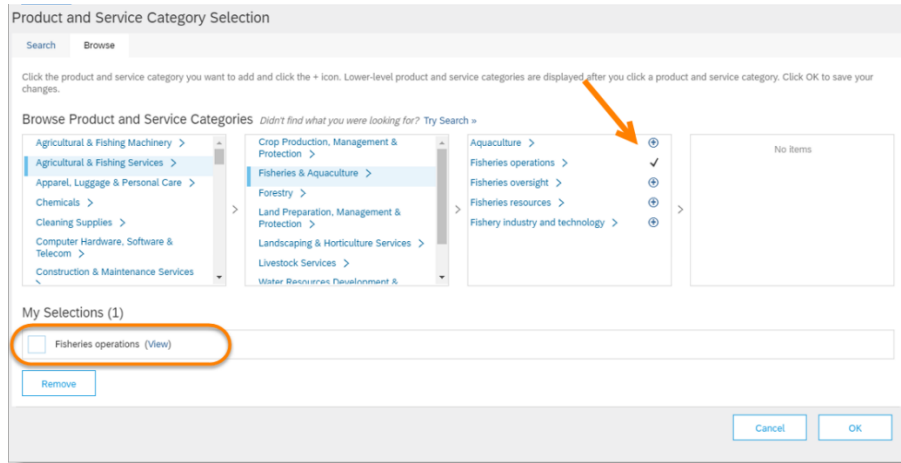 Product and Service Category Selection
Search Browse
Click the product and service category you want to add and click the + icon. Lower-level product and service categories are displayed after you click a product and service category. Click OK to save your
changes.
Browse Product and Service Categories Didn't find what you were looking for? Try Search »
Agricultural & Fishing Machinery >
Agricultural & Fishing Services >
Apparel, Luggage & Personal Care >
Chemicals >
Cleaning Supplies >
Computer Hardware, Software &
Telecom >
Construction & Maintenance Services
>
Crop Production, Management &
Protection >
Fisheries & Aquaculture >
Forestry >
Land Preparation, Management &
Protection >
Landscaping & Horticulture Services >
Livestock Services >
Water Resources Development &
Aquaculture >
Fisheries operations >
Fisheries oversight >
Fisheries resources >
Fishery industry and technology >
No items
My Selections (1)
Fisheries operations (View)
Remove
Cancel OK